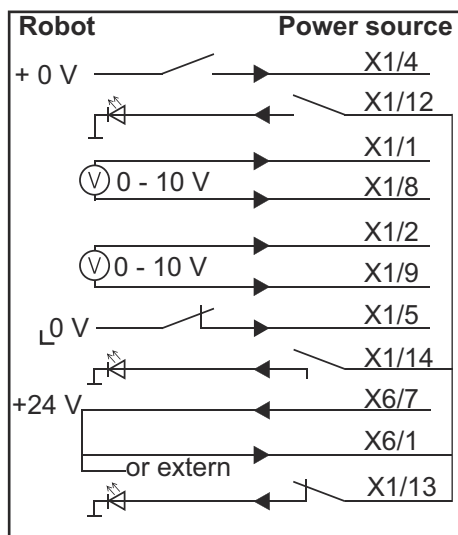 Robot Power source
+ 0 V X1/4
X1/12
X1/1
V 0 - 10 V
X1/8
X1/2
V 0 - 10 V
X1/9
0 V X1/5
X1/14
+24 V X6/7
X6/1
or extern
X1/13